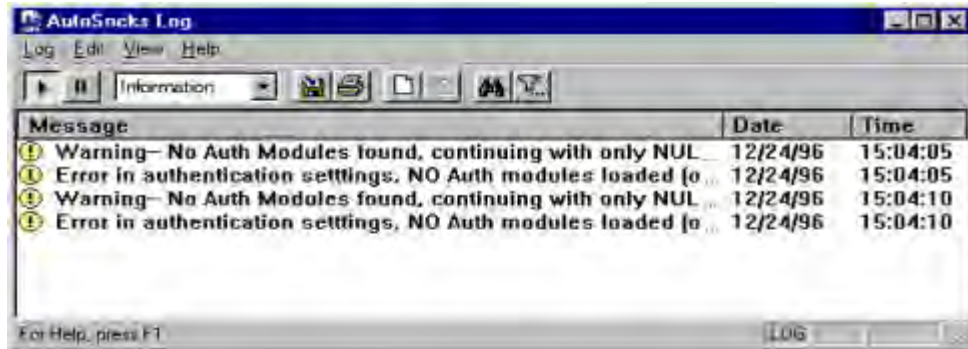 AutoSocks Log
Log Edit View Help
Information
Message Date Time
Warning– No Auth Modules found, continuing with only NUL... 12/24/96 15:04:05
Error in authentication setttings, NO Auth modules loaded (o... 12/24/96 15:04:05
Warning– No Auth Modules found, continuing with only NUL... 12/24/96 15:04:10
Error in authentication setttings, NO Auth modules loaded (o... 12/24/96 15:04:10
For Help, press F1 LOG